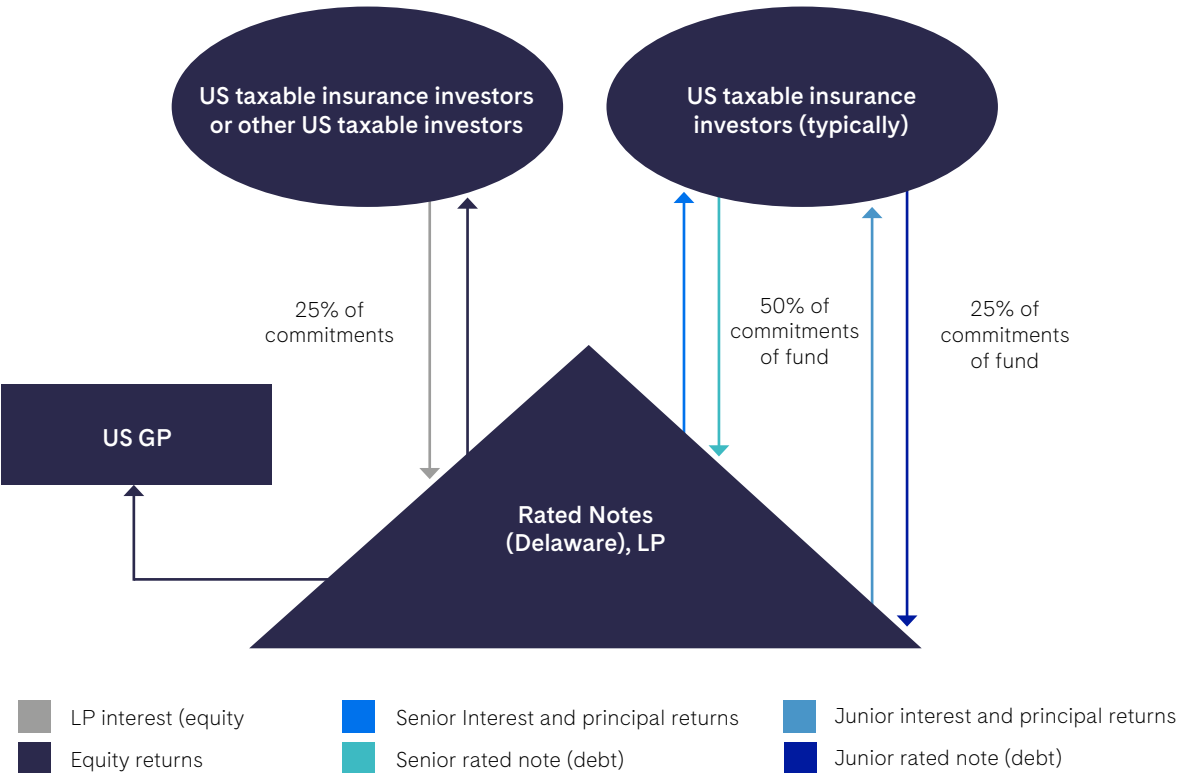 US taxable insurance investors
or other US taxable investors
US taxable insurance
investors (typically)
25% of
commitments
50% of
commitments
of fund
25% of
commitments
of fund
US GP
Rated Notes
(Delaware), LP
LP interest (equity
Senior Interest and principal returns
Junior interest and principal returns
Equity returns
Senior rated note (debt)
Junior rated note (debt)